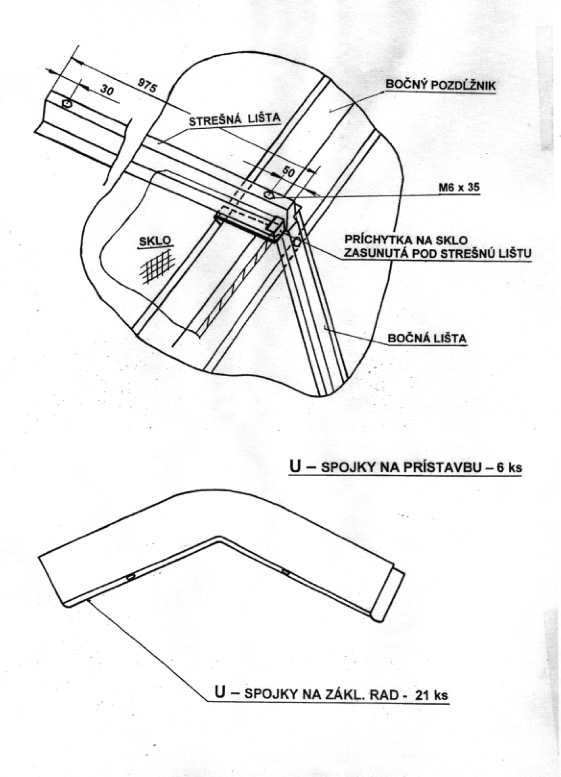 975
30
BOČNÝ POZDĹŽNIK
STREŠNÁ LIŠTA
50
M6 x 35
SKLO
PRÍCHYTKA NA SKLO
ZASUNUTÁ POD STREŠNÚ LIŠTU
BOČNÁ LIŠTA
U – SPOJKY NA PRÍSTAVBU – 6 ks
U – SPOJKY NA ZÁKL. RAD - 21 ks